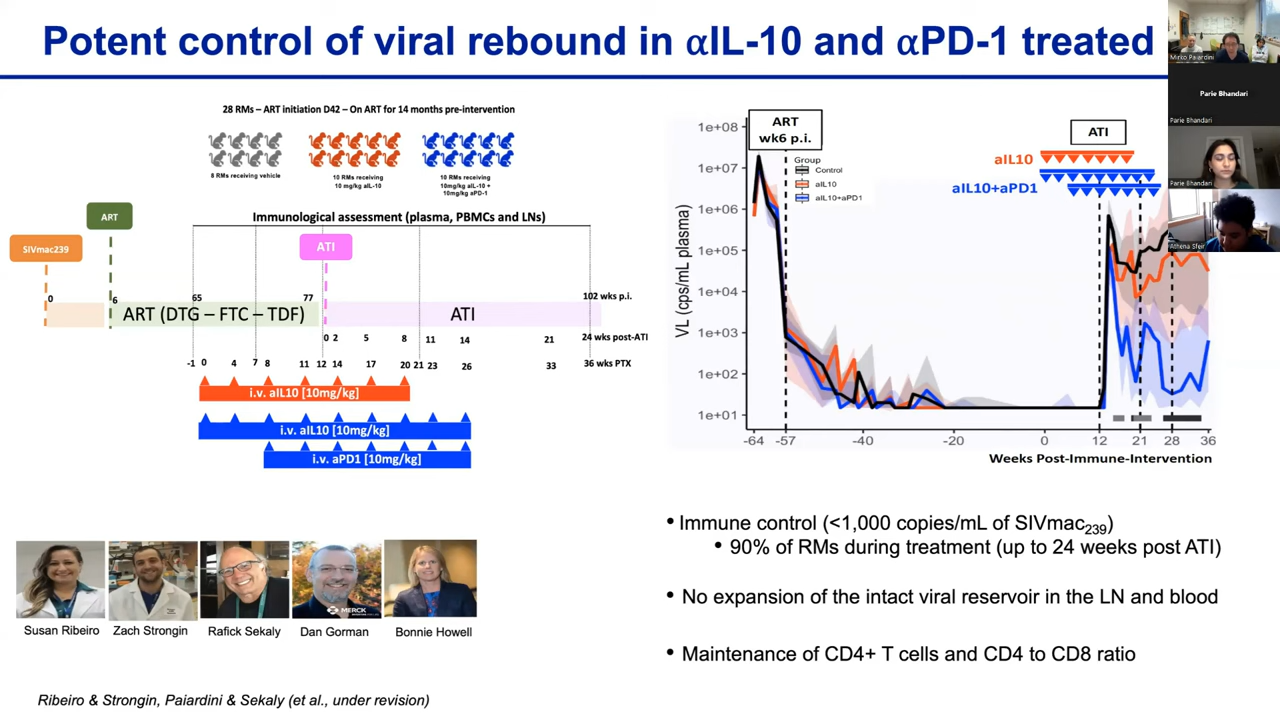 Potent control of viral rebound in αIL-10 and αPD-1 treated
28 RMs – ART initiation D42 – On ART for 14 months pre-intervention
8 RMs receiving vehicle
10 RMs receiving
10 mg/kg aIL-10
10 RMs receiving
10mg/kg aIL-10 +
10mg/kg aPD-1
ART
Immunological assessment (plasma, PBMCs and LNs)
SIVmac239
ATI
0
6
65
77
102 wks p.i.
ART (DTG – FTC – TDF)
ATI
0 2 5 8 11 14 21 24 wks post-ATI
-1 0 4 7 8 11 12 14 17 20 21 23 26 33 36 wks PTX
i.v. aIL10 [10mg/kg]
i.v. aIL10 [10mg/kg]
i.v. aPD1 [10mg/kg]
Susan Ribeiro
Zach Strongin
Rafick Sekaly
MERCK
Dan Gorman
Bonnie Howell
Ribeiro & Strongin, Paiardini & Sekaly (et al., under revision)
ART
wk6 p.i.
ATI
Group
Control
aIL10
aIL10+aPD1
aIL10
aIL10+aPD1
VL (cps/mL plasma)
1e+08
1e+07
1e+06
1e+05
1e+04
1e+03
1e+02
1e+01
-64 -57 -40 -20 0 12 21 28 36
Weeks Post-Immune-Intervention
• Immune control (<1,000 copies/mL of SIVmac239)
• 90% of RMs during treatment (up to 24 weeks post ATI)
• No expansion of the intact viral reservoir in the LN and blood
• Maintenance of CD4+ T cells and CD4 to CD8 ratio
Mirko Paiardini
Parie Bhandari
Parie Bhandari
Parie Bhandari
Athena Sfeir